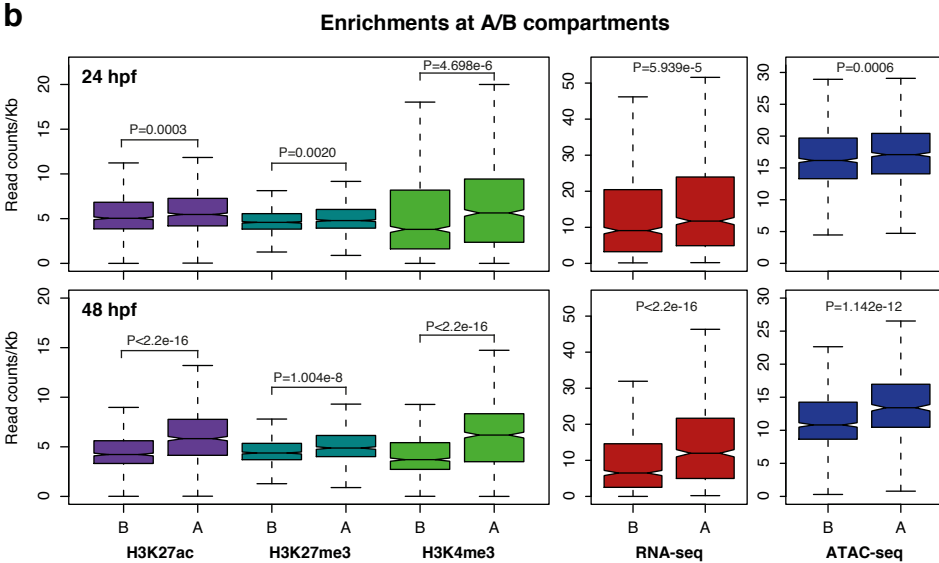 b
Enrichments at A/B compartments
24 hpf
Read counts/Kb
0
5
10
15
20
P=0.0003
P=0.0020
P=4.698e-6
0
10
20
30
40
50
P=5.939e-5
0
5
10
15
20
25
30
P=0.0006
48 hpf
Read counts/Kb
0
5
10
15
20
P<2.2e-16
P=1.004e-8
P<2.2e-16
0
10
20
30
40
50
P<2.2e-16
0
5
10
15
20
25
30
P=1.142e-12
B A B A B A B A B A
H3K27ac H3K27me3 H3K4me3 RNA-seq ATAC-seq